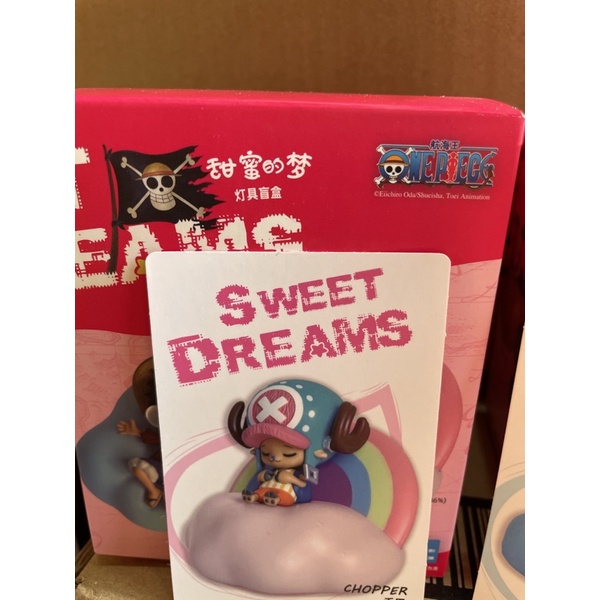 甜蜜的梦
灯具盲盒
航海王
ONE PIECE
©Eiichiro Oda/Shueisha, Toei Animation
EAMS
SWEET
DREAMS
CHOPPER